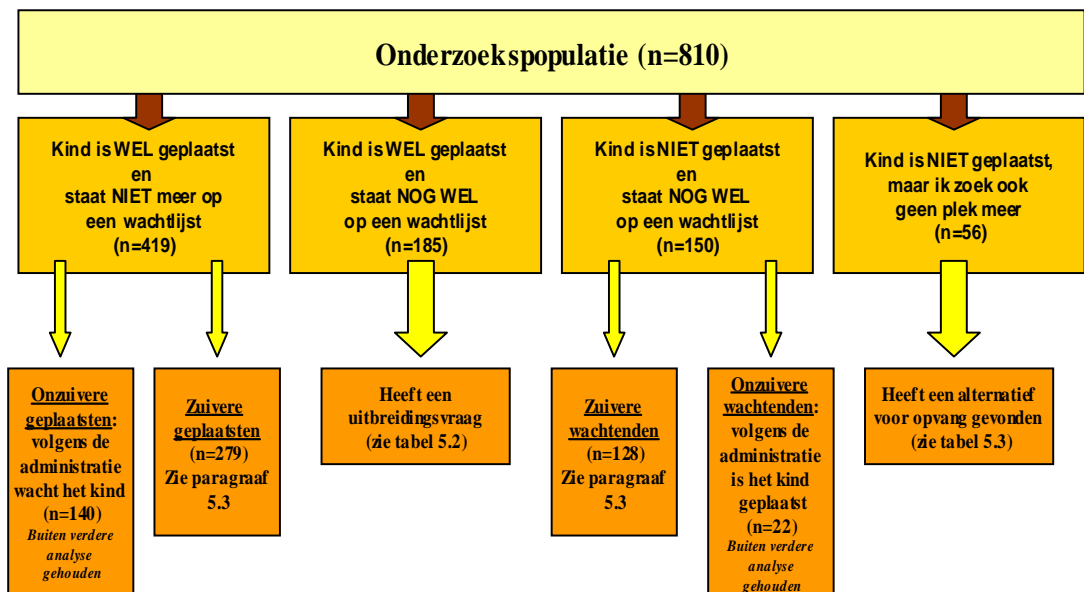 Onderzoekspopulatie (n=810)
Kind is WEL geplaatst
en
staat NIET meer op
een wachtlijst
(n=419)
Kind is WEL geplaatst
en
staat NOG WEL
op een wachtlijst
(n=185)
Kind is NIET geplaatst
en
staat NOG WEL
op een wachtlijst
(n=150)
Kind is NIET geplaatst,
maar ik zoek ook
geen plek meer
(n=56)
Onzuivere
geplaatsten:
volgens de
administratie
wacht het kind
(n=140)
Buiten verdere
analyse
gehouden
Zuivere
geplaatsten
(n=279)
Zie paragraaf
5.3
Heeft een
uitbreidingsvraag
(zie tabel 5.2)
Zuivere
wachtenden
(n=128)
Zie paragraaf
5.3
Onzuivere
wachtenden:
volgens de
administratie
is het kind
geplaatst
(n=22)
Buiten verdere
analyse
gehouden
Heeft een alternatief
voor opvang gevonden
(zie tabel 5.3)